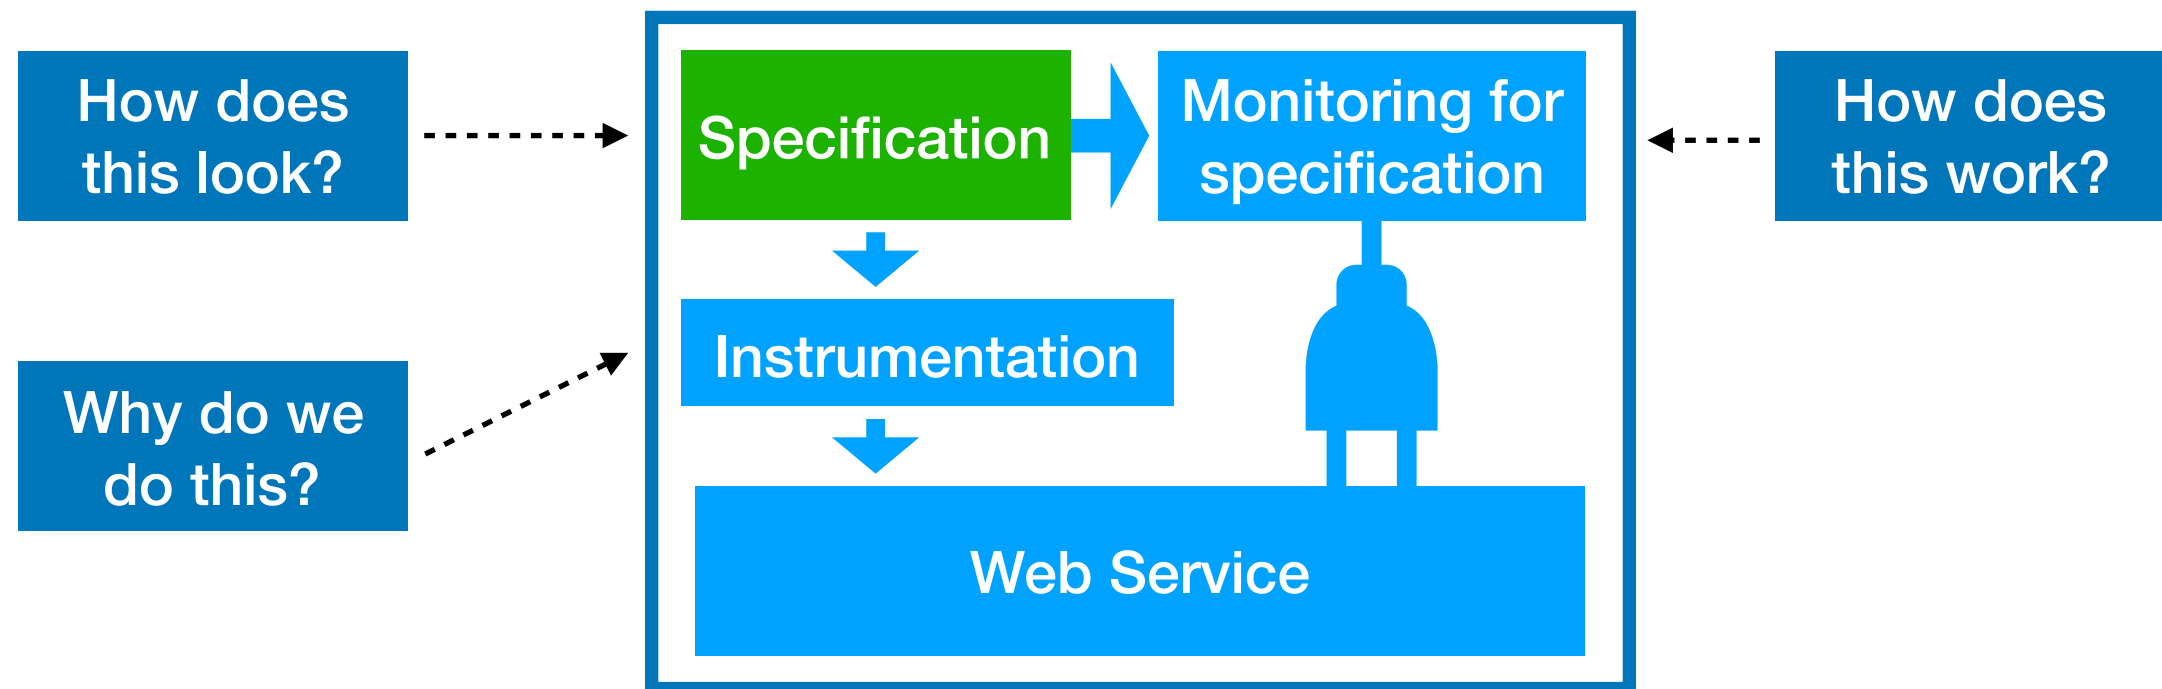 How does
this look?
Specification
Monitoring for
specification
How does
this work?
Instrumentation
Why do we
do this?
Web Service